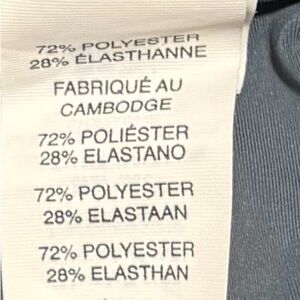 72% POLYESTER
28% ÉLASTHANNE
FABRIQUÉ AU
CAMBODGE
72% POLIÉSTER
28% ELASTANO
72% POLYESTER
28% ELASTAAN
72% POLYESTER
28% ELASTHAN